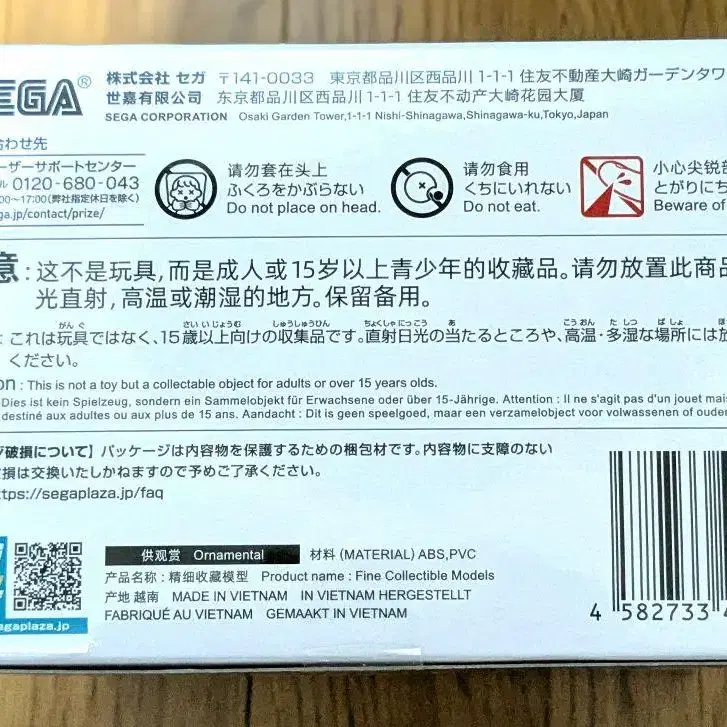 SEGA®
株式会社 セガ 〒141-0033 東京都品川区西品川 1-1-1 住友不動産大崎ガーデンタワ
世嘉有限公司 东京都品川区西品川 1-1-1 住友不动产大崎花园大厦
SEGA CORPORATION Osaki Garden Tower,1-1-1 Nishi-Shinagawa,Shinagawa-ku,Tokyo,Japan
合わせ先
ーザーサポートセンター
0120-680-043
00~17:00(弊社指定休日を除く)
ga.jp/contact/prize/
请勿套在头上
ふくろをかぶらない
Do not place on head.
请勿食用
くちにいれない
Do not eat.
小心尖锐部
とがりにち
Beware of
意:这不是玩具,而是成人或15岁以上青少年的收藏品。请勿放置此商品
光直射,高温或潮湿的地方。保留备用。
:これは玩具ではなく、15歳以上向けの収集品です。直射日光の当たるところや、高温・多湿な場所には放
ください。
on : This is not a toy but a collectable object for adults or over 15 years olds.
Dies ist kein Spielzeug, sondern ein Sammelobjekt für Erwachsene oder über 15-Jährige. Attention : Il ne s'agit pas d'un jouet mais
destiné aux adultes ou aux plus de 15 ans. Aandacht : Dit is geen speelgoed, maar een verzamelobject voor volwassenen of ouder
ジ破損について】パッケージは内容物を保護するための梱包材です。内容物に支障のない
破損は交換いたしかねますので予めご了承ください。
https://segaplaza.jp/faq
供观赏 Ornamental 材料 (MATERIAL) ABS,PVC
产品名称:精细收藏模型 Product name : Fine Collectible Models
产地 越南 MADE IN VIETNAM IN VIETNAM HERGESTELLT
FABRIQUÉ AU VIETNAM GEMAAKT IN VIETNAM
egaplaza.jp
4 582733 4